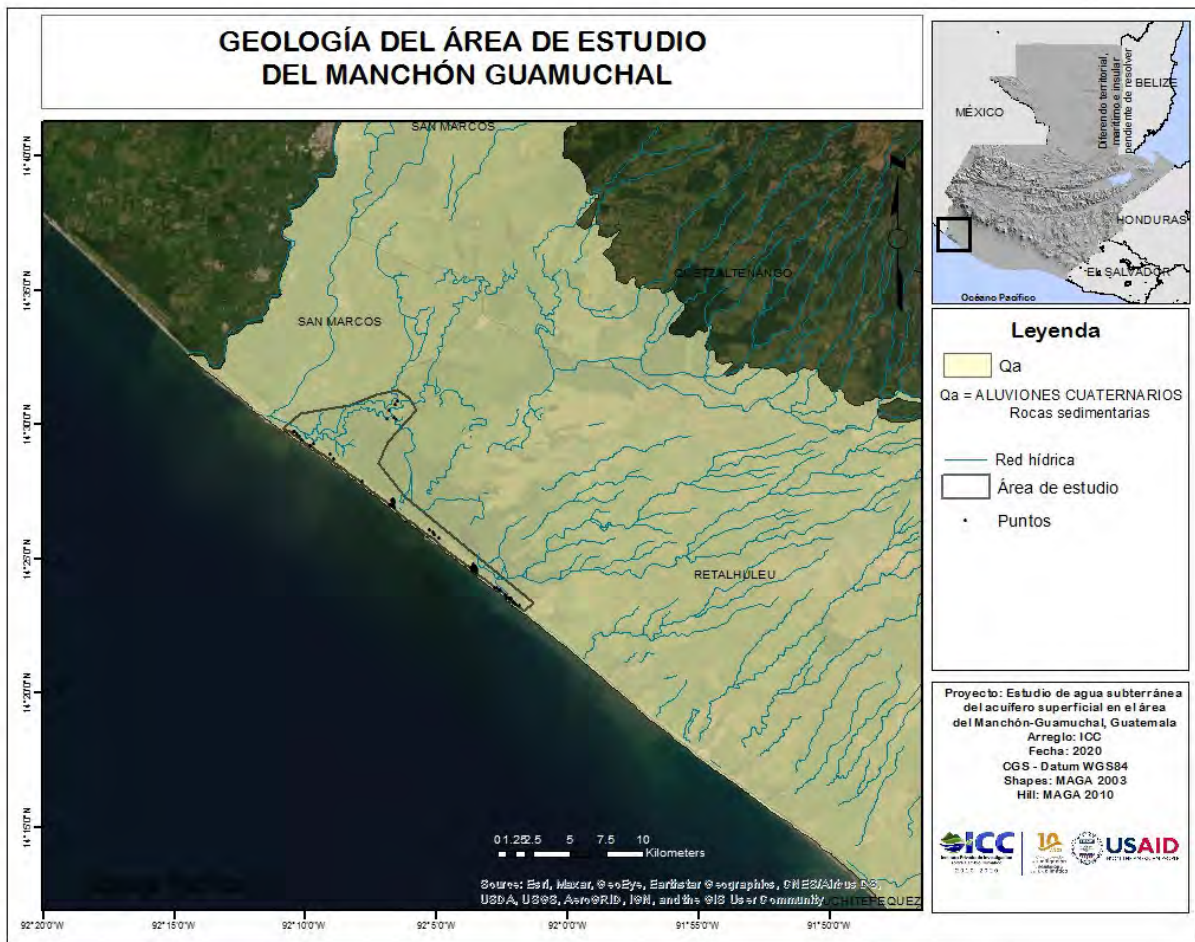 GEOLOGÍA DEL ÁREA DE ESTUDIO
DEL MANCHÓN GUAMUCHAL
MÉXICO
BELIZE
Diferendo territorial,
marítimo e insular
pendiente de resolver
HONDURAS
EL SALVADOR
Océano Pacífico
Leyenda
Qa
Qa = ALUVIONES CUATERNARIOS
Rocas sedimentarias
Red hídrica
Área de estudio
Puntos
Proyecto: Estudio de agua subterránea
del acuífero superficial en el área
del Manchón-Guamuchal, Guatemala
Arreglo: ICC
Fecha: 2020
CGS - Datum WGS84
Shapes: MAGA 2003
Hill: MAGA 2010
ICC
USAID
SAN MARCOS
QUETZALTENANGO
SAN MARCOS
RETALHULEU
0 1.25 2.5 5 7.5 10
Kilometers
Source: Esri, Maxar, GeoEye, Earthstar Geographics, CNES/Airbus DS,
USDA, USGS, AeroGRID, IGN, and the GIS User Community
UCHITEPEQUEZ
14°40'0"N
14°35'0"N
14°30'0"N
14°25'0"N
14°20'0"N
14°15'0"N
92°20'0"W
92°15'0"W
92°10'0"W
92°5'0"W
92°0'0"W
91°55'0"W
91°50'0"W